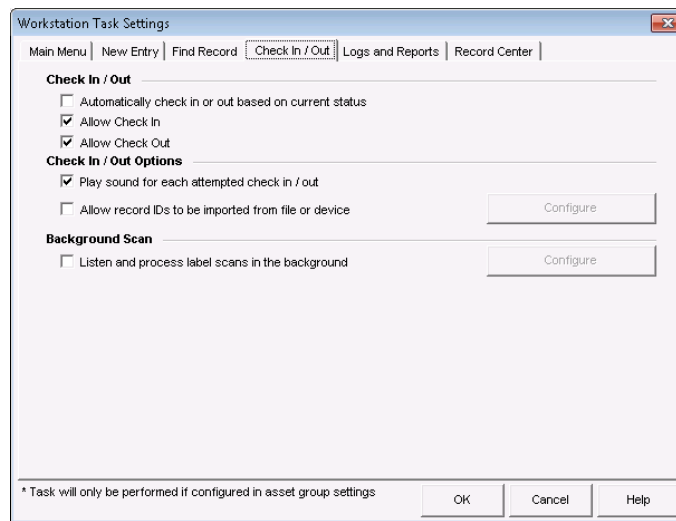 Workstation Task Settings
Main Menu New Entry Find Record Check In / Out Logs and Reports Record Center
Check In / Out
Automatically check in or out based on current status
Allow Check In
Allow Check Out
Check In / Out Options
Play sound for each attempted check in / out
Allow record IDs to be imported from file or device Configure
Background Scan
Listen and process label scans in the background Configure
* Task will only be performed if configured in asset group settings OK Cancel Help